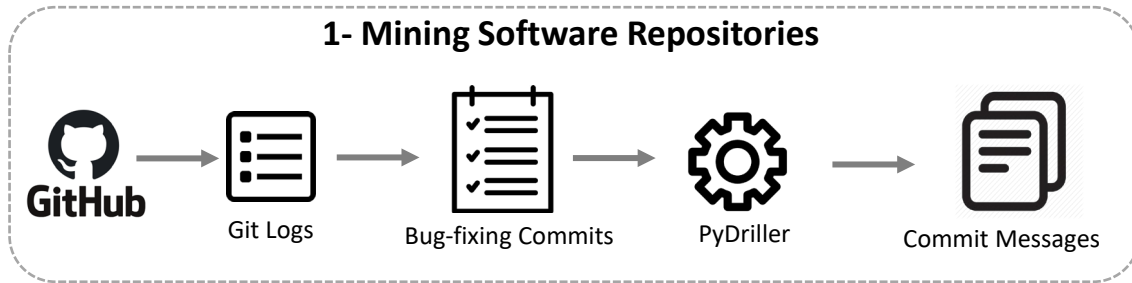 1- Mining Software Repositories
GitHub
Git Logs
Bug-fixing Commits
PyDriller
Commit Messages